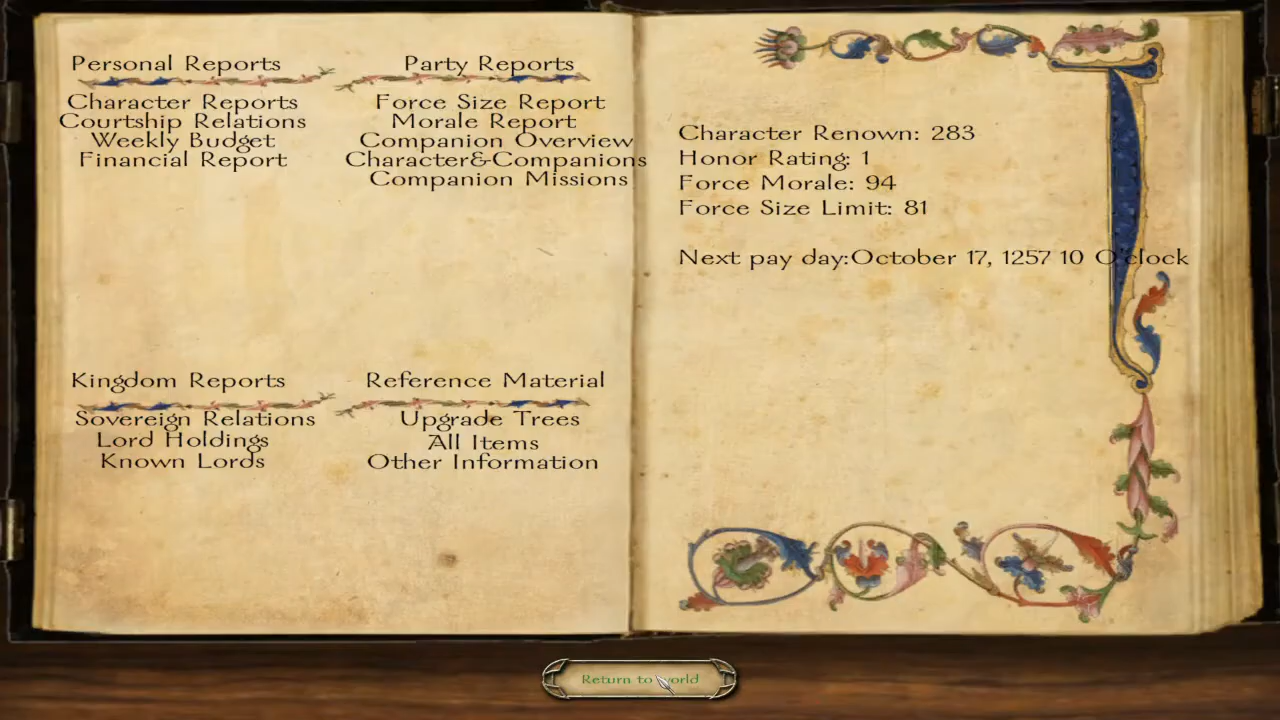 Personal Reports
Character Reports
Courtship Relations
Weekly Budget
Financial Report
Party Reports
Force Size Report
Morale Report
Companion Overview
Character&Companions
Companion Missions
Kingdom Reports
Sovereign Relations
Lord Holdings
Known Lords
Reference Material
Upgrade Trees
All Items
Other Information
Character Renown: 283
Honor Rating: 1
Force Morale: 94
Force Size Limit: 81
Next pay day:October 17, 1257 10 O'clock
Return to world